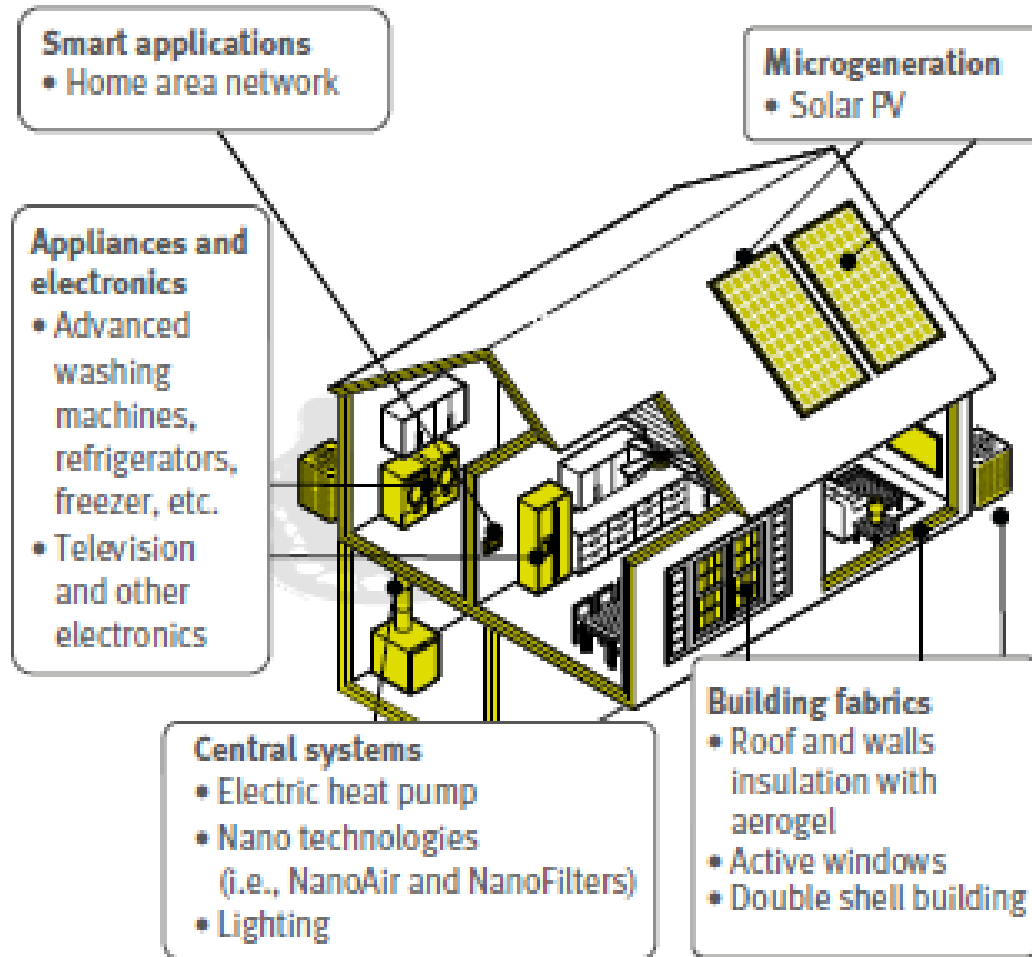 Smart applications
• Home area network
Microgeneration
• Solar PV
Appliances and
electronics
• Advanced
washing
machines,
refrigerators,
freezer, etc.
• Television
and other
electronics
Central systems
• Electric heat pump
• Nano technologies
(i.e., NanoAir and NanoFilters)
• Lighting
Building fabrics
• Roof and walls
insulation with
aerogel
• Active windows
• Double shell building